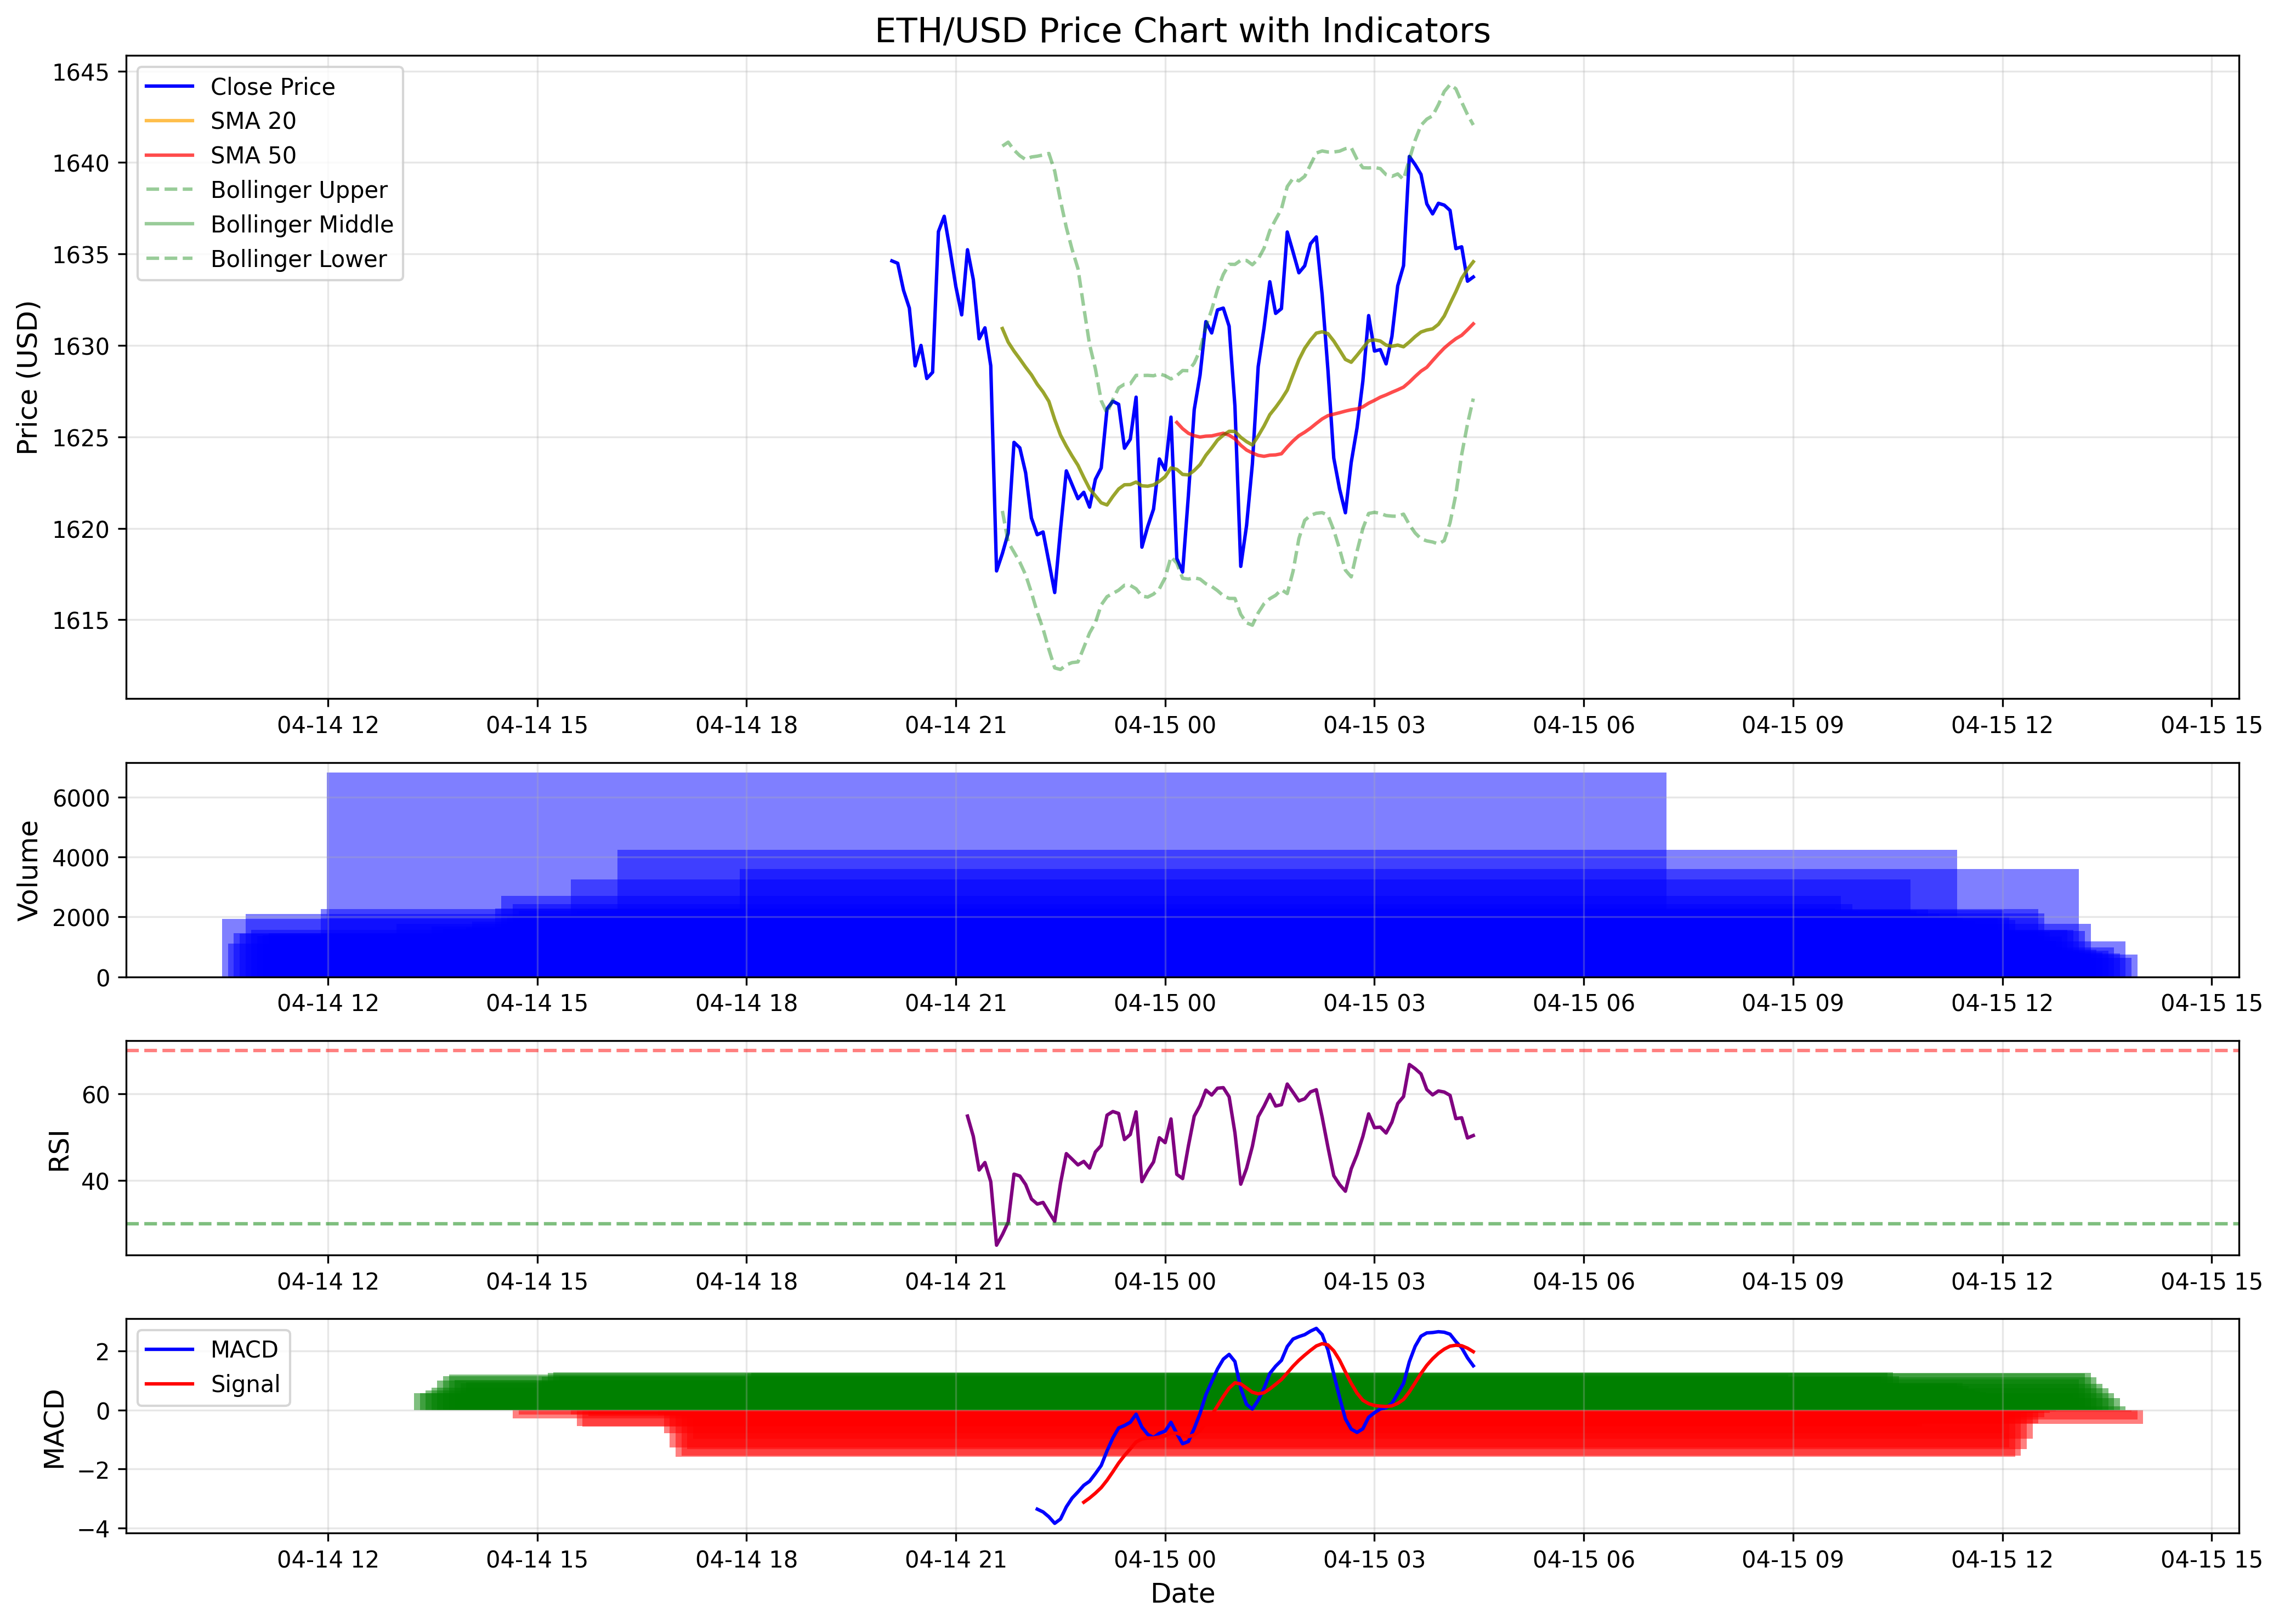 ETH/USD Price Chart with Indicators
Price (USD)
1645
1640
1635
1630
1625
1620
1615
Close Price
SMA 20
SMA 50
Bollinger Upper
Bollinger Middle
Bollinger Lower
04-14 12 04-14 15 04-14 18 04-14 21 04-15 00 04-15 03 04-15 06 04-15 09 04-15 12 04-15 15
Volume
6000
4000
2000
0
04-14 12 04-14 15 04-14 18 04-14 21 04-15 00 04-15 03 04-15 06 04-15 09 04-15 12 04-15 15
RSI
60
40
04-14 12 04-14 15 04-14 18 04-14 21 04-15 00 04-15 03 04-15 06 04-15 09 04-15 12 04-15 15
MACD
2
0
−2
−4
MACD
Signal
04-14 12 04-14 15 04-14 18 04-14 21 04-15 00 04-15 03 04-15 06 04-15 09 04-15 12 04-15 15
Date